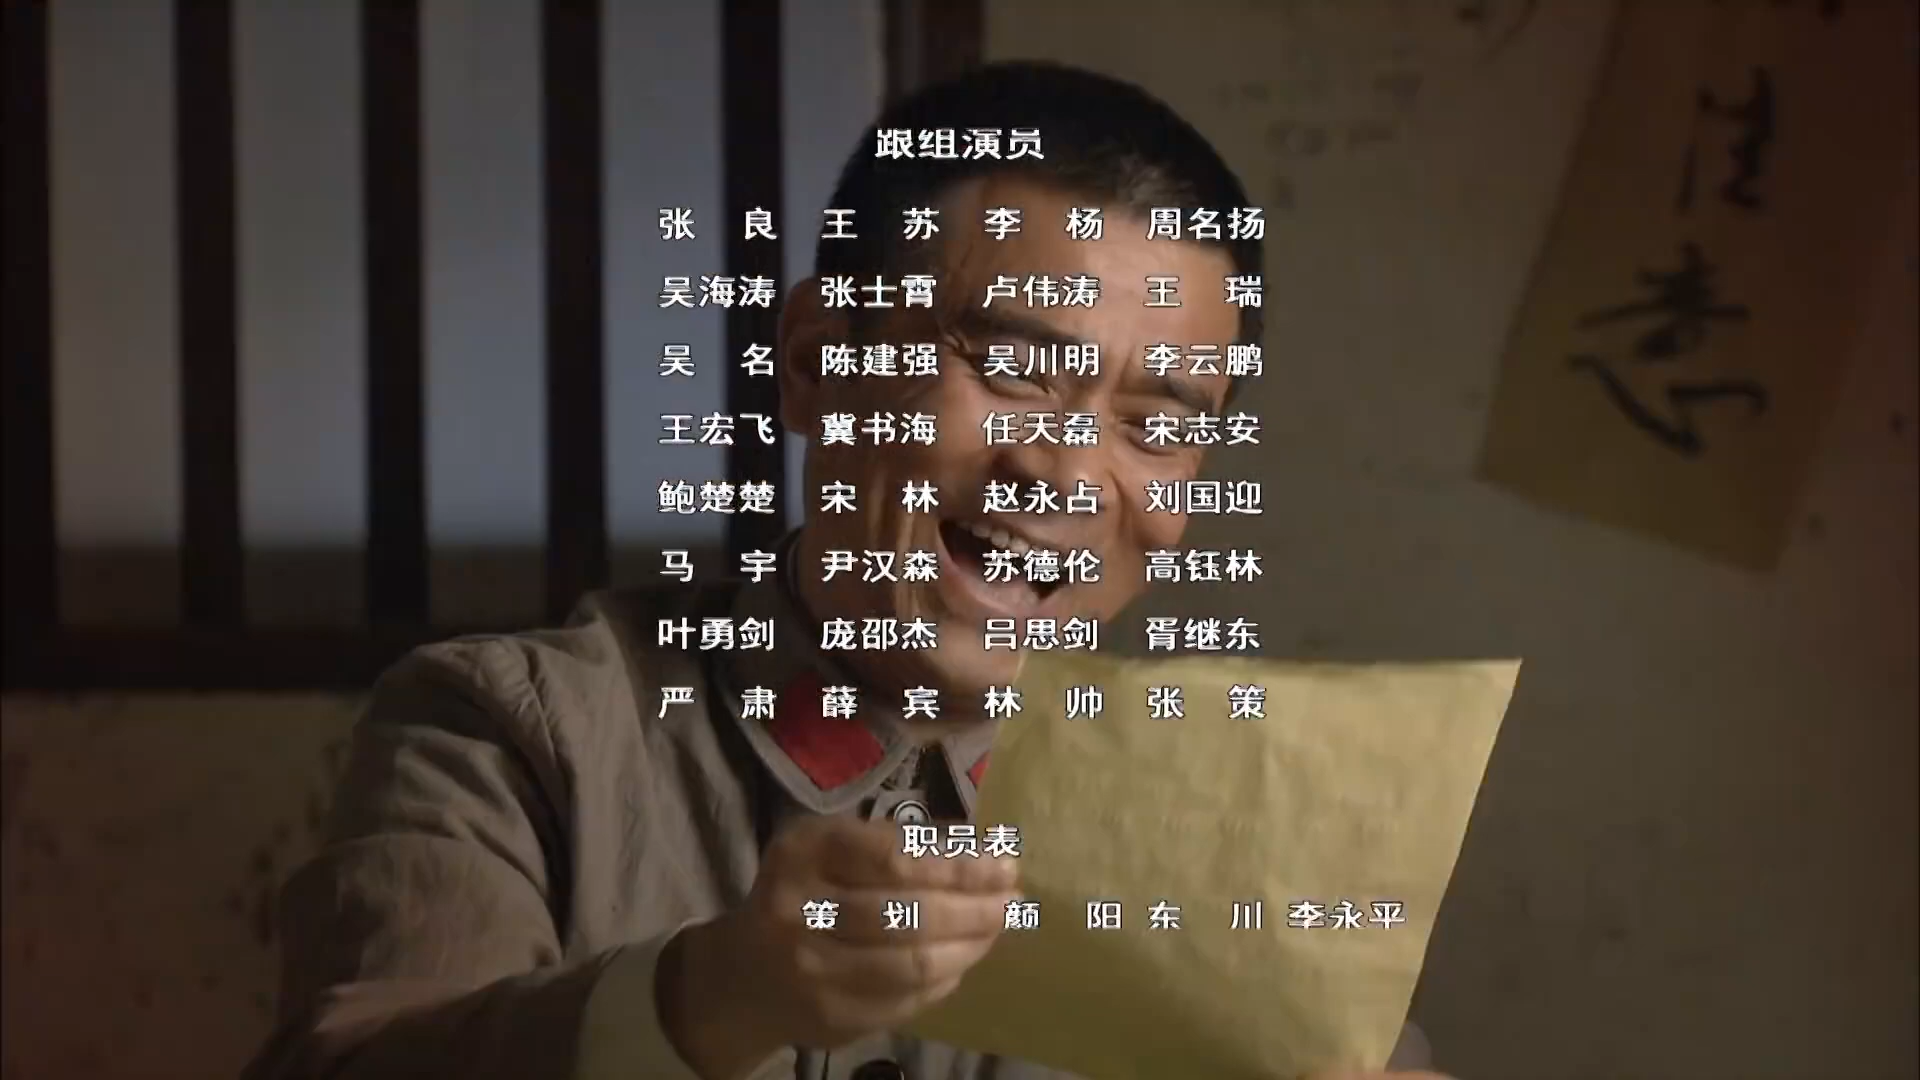 跟组演员
张 良 王 苏 李 杨 周名扬
吴海涛 张士霄 卢伟涛 王 瑞
吴 名 陈建强 吴川明 李云鹏
王宏飞 冀书海 任天磊 宋志安
鲍楚楚 宋 林 赵永占 刘国迎
马 宇 尹汉森 苏德伦 高钰林
叶勇剑 庞邵杰 吕思剑 胥继东
严 肃 薛 宾 林 帅 张 策
职员表
策 划 颜 阳 东 川 李永平